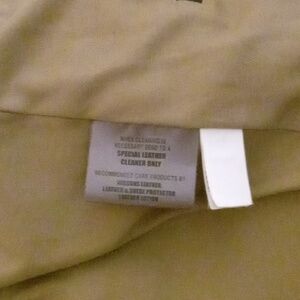 WHEN CLEANING IS
NECESSARY SEND TO A
SPECIAL LEATHER
CLEANER ONLY
RECOMMENDED CARE PRODUCTS BY
WILSONS LEATHER
LEATHER & SUEDE PROTECTOR
LEATHER LOTION